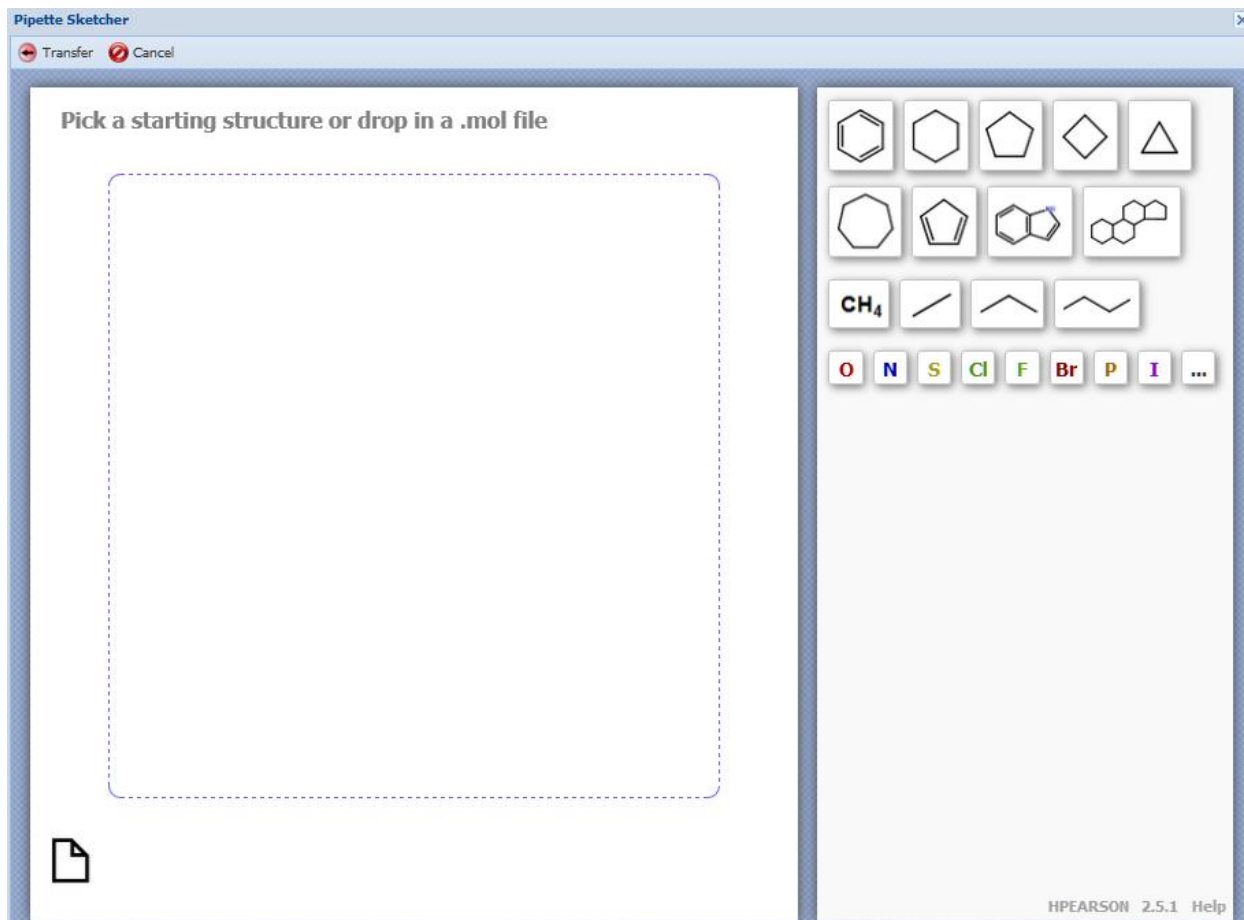 Pipette Sketcher
Transfer Cancel
Pick a starting structure or drop in a .mol file
NH
CH₄
O N S Cl F Br P I ...
HPEARSON 2.5.1 Help